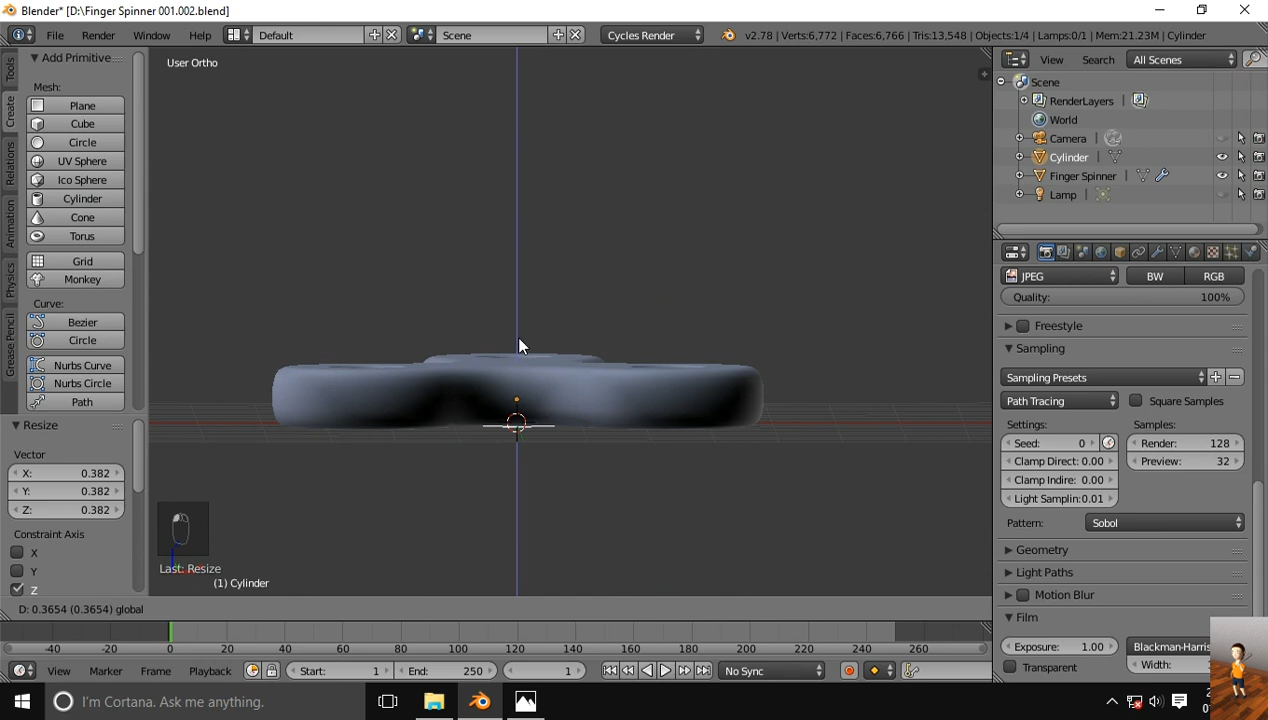 Blender* [D:\Finger Spinner 001.002.blend]
File Render Window Help Default Scene Cycles Render v2.78 | Verts:6,772 | Faces:6,766 | Tris:13,548 | Objects:1/4 | Lamps:0/1 | Mem:21.23M | Cylinder
Tools
Create
Relations
Animation
Physics
Grease Pencil
Add Primitive
Mesh:
Plane
Cube
Circle
UV Sphere
Ico Sphere
Cylinder
Cone
Torus
Grid
Monkey
Curve:
Bezier
Circle
Nurbs Curve
Nurbs Circle
Path
Resize
Vector
X: 0.382
Y: 0.382
Z: 0.382
Constraint Axis
X
Y
Z
User Ortho
Last: Resize
(1) Cylinder
D: 0.3654 (0.3654) global
View Search All Scenes
Scene
RenderLayers
World
Camera
Cylinder
Finger Spinner
Lamp
JPEG BW RGB
Quality: 100%
Freestyle
Sampling
Sampling Presets
Path Tracing Square Samples
Settings: Samples:
Seed: 0 Render: 128
Clamp Direct: 0.00 Preview: 32
Clamp Indire: 0.00
Light Samplin:0.01
Pattern: Sobol
Geometry
Light Paths
Motion Blur
Film
Exposure: 1.00 Blackman-Harris
Transparent Width:
-40 -20 0 20 40 60 80 100 120 140 160 180 200 220 240 260
View Marker Frame Playback Start: 1 End: 250 1 No Sync
I'm Cortana. Ask me anything.